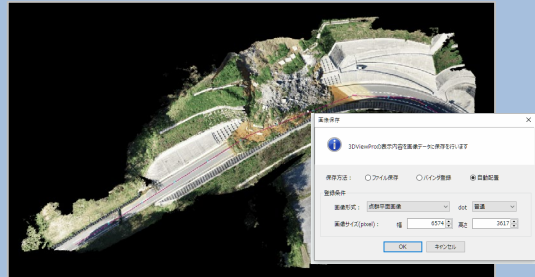 画像保存
3DViewProの表示内容を画像データに保存を行います
保存方法： ファイル保存 バインダ登録 自動配置
登録条件
画像形式： 点群平面画像 dot 普通
画像サイズ(pixel)： 幅 6574 高さ 3617
OK キャンセル